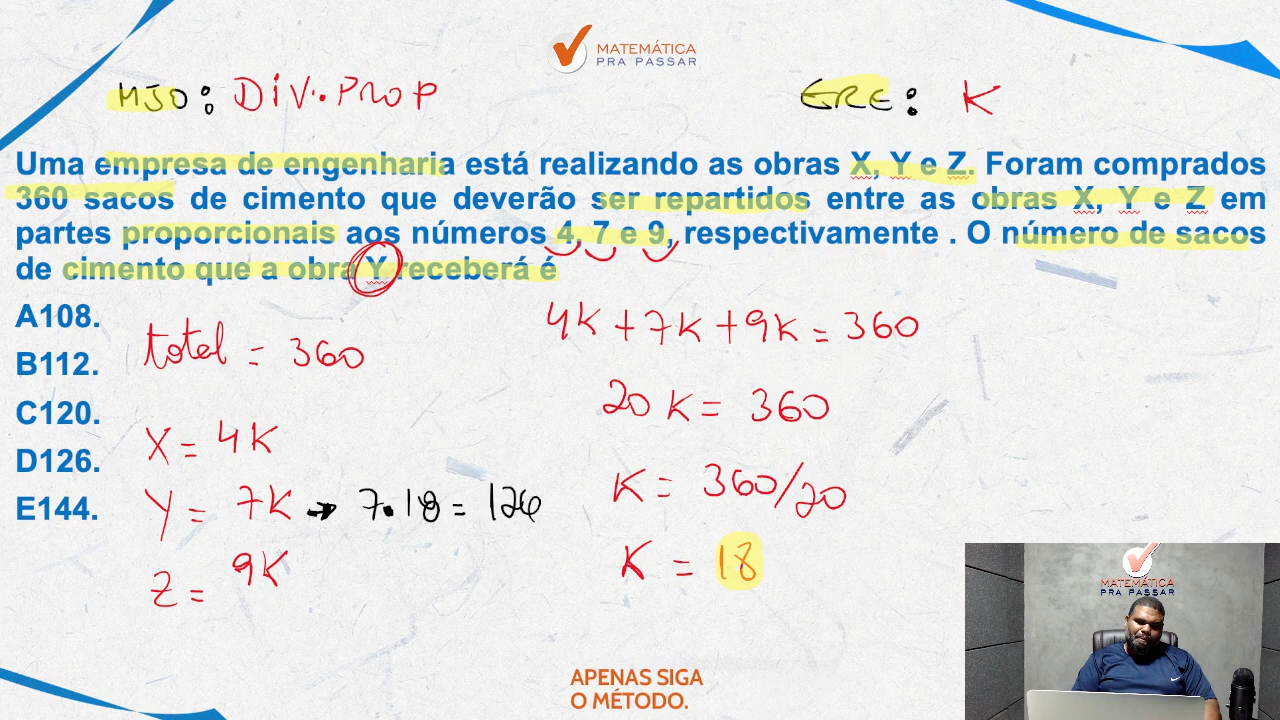 MATEMÁTICA
PRA PASSAR
MJD: DIV. PROP
GRE: K
Uma empresa de engenharia está realizando as obras X, Y e Z. Foram comprados
360 sacos de cimento que deverão ser repartidos entre as obras X, Y e Z em
partes proporcionais aos números 4, 7 e 9, respectivamente . O número de sacos
de cimento que a obra Y receberá é
A108.
B112.
C120.
D126.
E144.
total = 360
X = 4K
Y = 7K → 7.18 = 126
Z = 9K
4K + 7K + 9K = 360
20K = 360
K = 360/20
K = 18
MATEMÁTICA
PRA PASSAR
APENAS SIGA
O MÉTODO.